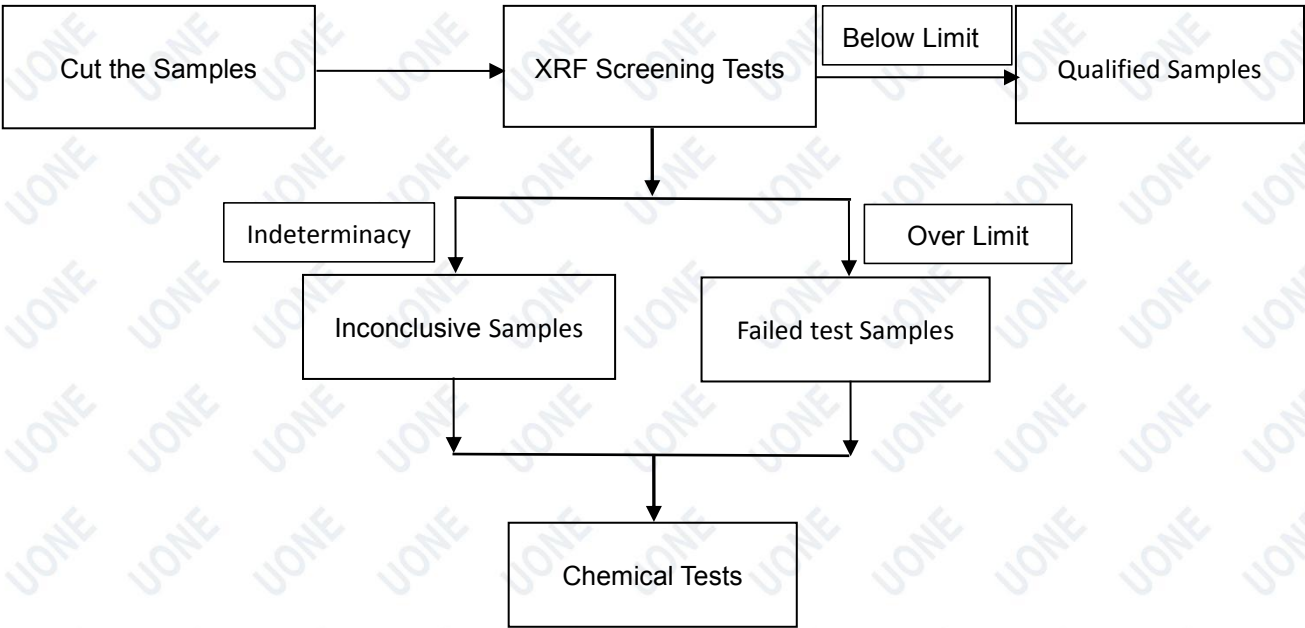 Cut the Samples
XRF Screening Tests
Below Limit
Qualified Samples
Indeterminacy
Over Limit
Inconclusive Samples
Failed test Samples
Chemical Tests
UONE